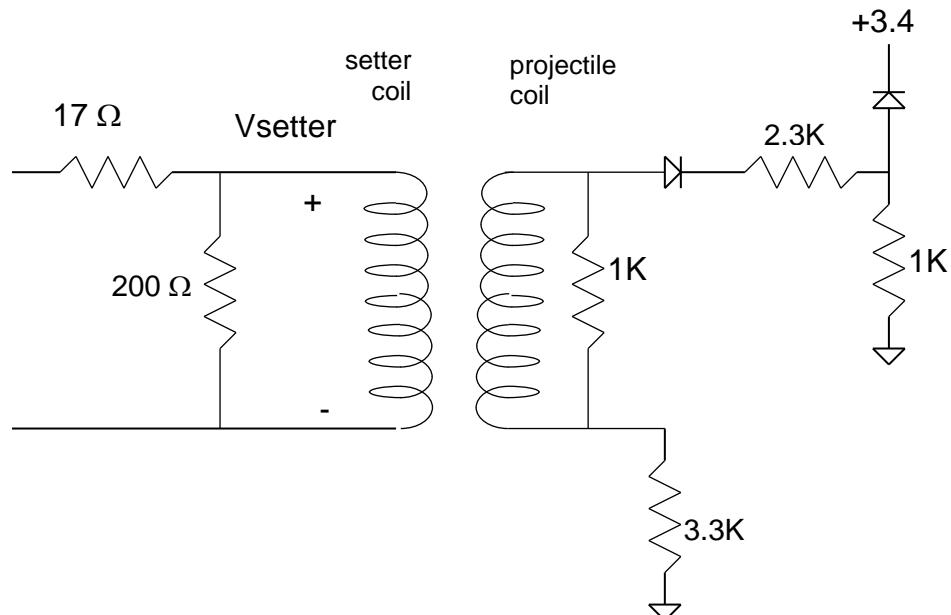 +3.4
setter
coil
projectile
coil
17 Ω
Vsetter
2.3K
+
200 Ω
1K
1K
-
3.3K